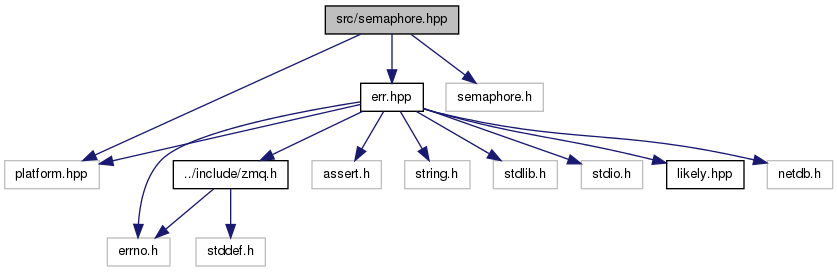 src/semaphore.hpp
err.hpp
semaphore.h
platform.hpp
../include/zmq.h
assert.h
string.h
stdlib.h
stdio.h
likely.hpp
netdb.h
errno.h
stddef.h